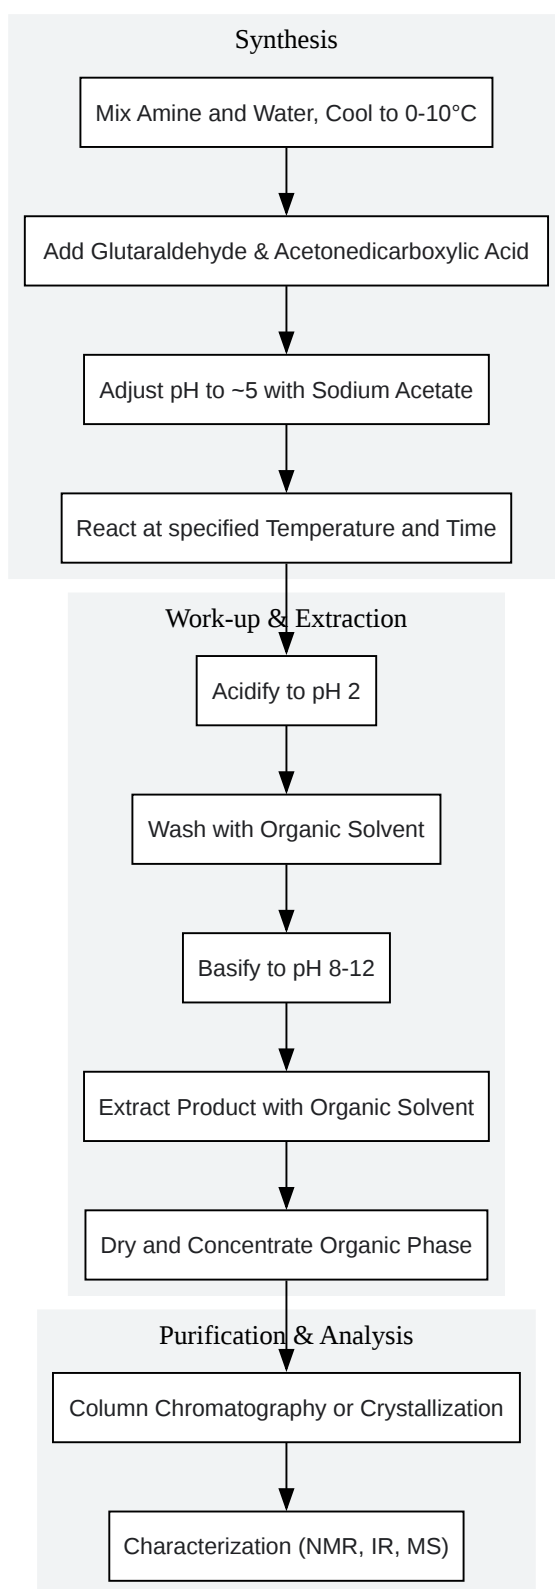 Synthesis
Mix Amine and Water, Cool to 0-10°C
Add Glutaraldehyde & Acetonedicarboxylic Acid
Adjust pH to ~5 with Sodium Acetate
React at specified Temperature and Time
Work-up & Extraction
Acidify to pH 2
Wash with Organic Solvent
Basify to pH 8-12
Extract Product with Organic Solvent
Dry and Concentrate Organic Phase
Purification & Analysis
Column Chromatography or Crystallization
Characterization (NMR, IR, MS)